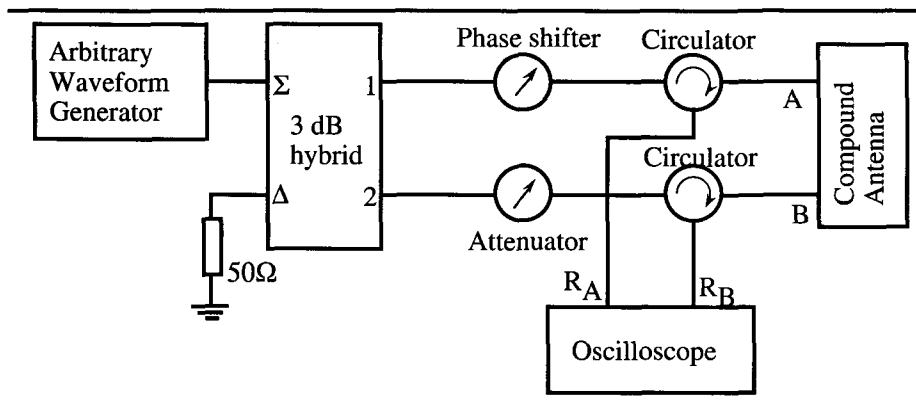 Arbitrary
Waveform
Generator
Σ
Δ
50Ω
3 dB
hybrid
1
2
Phase shifter
Attenuator
Circulator
Circulator
A
B
Compound
Antenna
R_A
R_B
Oscilloscope